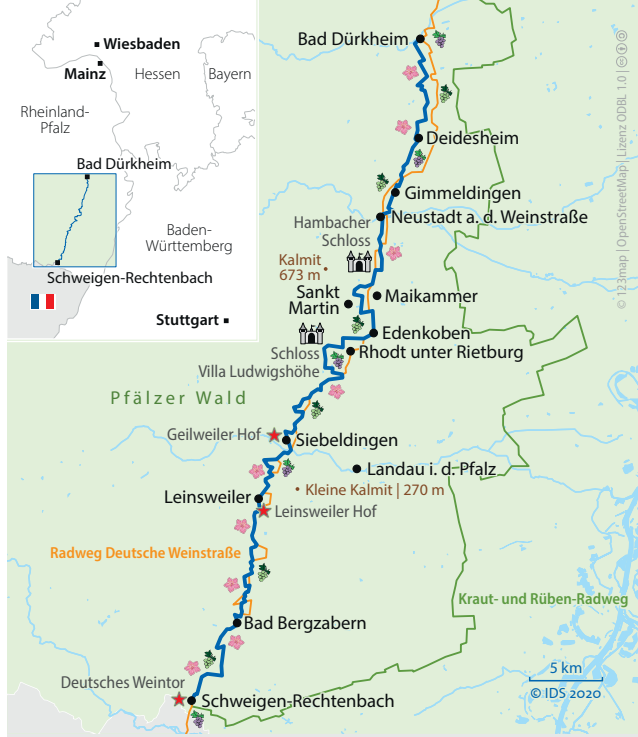 Wiesbaden
Mainz
Hessen
Bayern
Rheinland-
Pfalz
Bad Dürkheim
Baden-
Württemberg
Schweigen-Rechtenbach
Stuttgart
Bad Dürkheim
Deidesheim
Gimmeldingen
Neustadt a. d. Weinstraße
Hambacher
Schloss
Kalmit
673 m
Sankt
Martin
Maikammer
Edenkoben
Rhodt unter Rietburg
Schloss
Villa Ludwigshöhe
Pfälzer Wald
Geilweiler Hof
Siebeldingen
Landau i. d. Pfalz
Kleine Kalmit | 270 m
Leinsweiler
Leinsweiler Hof
Radweg Deutsche Weinstraße
Kraut- und Rüben-Radweg
Bad Bergzabern
Deutsches Weintor
Schweigen-Rechtenbach
5 km
© IDS 2020
© 123map | OpenStreetMap | Lizenz ODBL 1.0 |